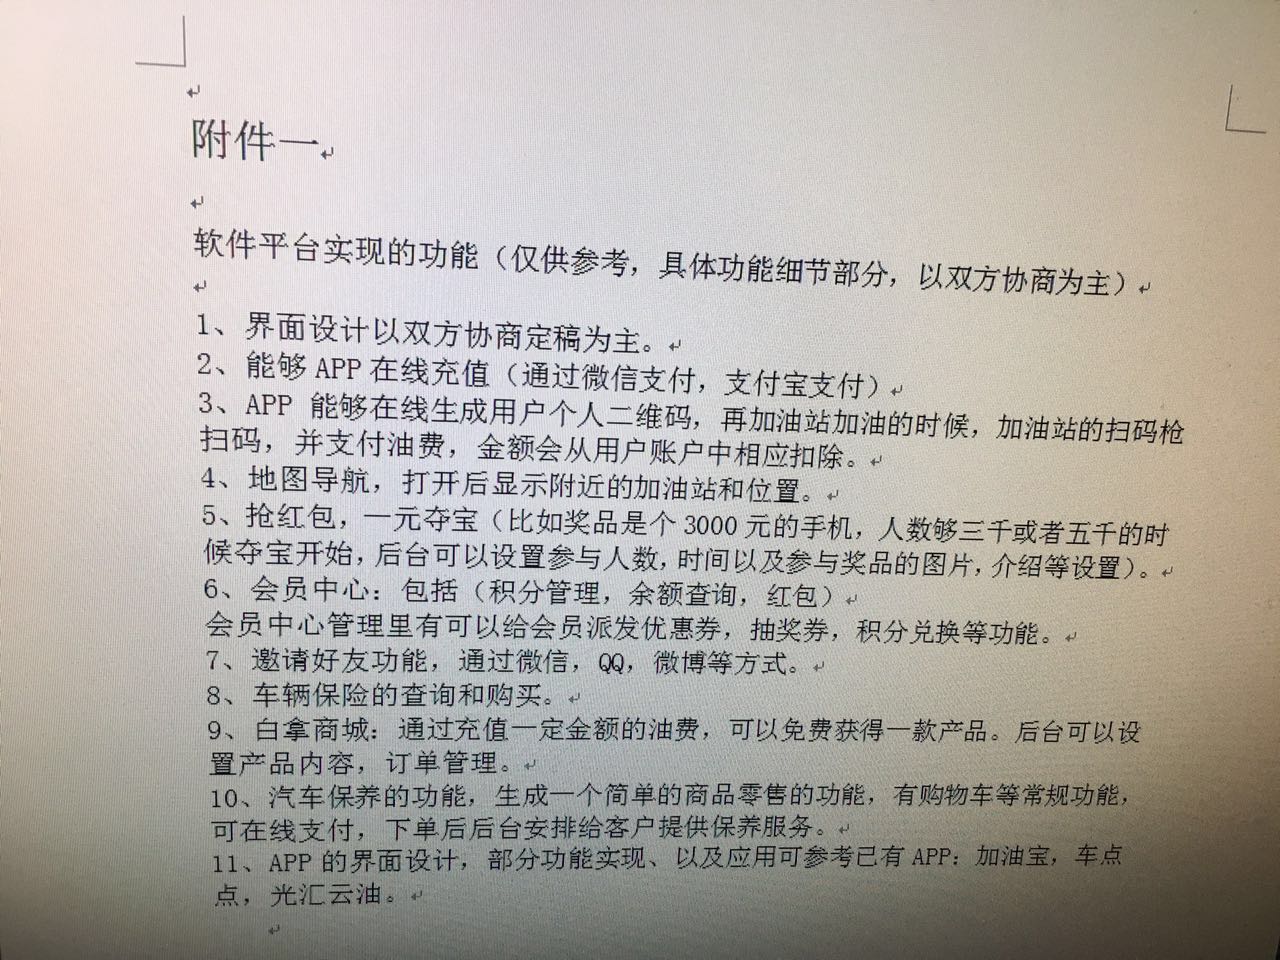 附件一
软件平台实现的功能（仅供参考，具体功能细节部分，以双方协商为主）
1、界面设计以双方协商定稿为主。
2、能够 APP 在线充值（通过微信支付，支付宝支付）
3、APP 能够在线生成用户个人二维码，再加油站加油的时候，加油站的扫码枪
扫码，并支付油费，金额会从用户账户中相应扣除。
4、地图导航，打开后显示附近的加油站和位置。
5、抢红包，一元夺宝（比如奖品是个 3000 元的手机，人数够三千或者五千的时
候夺宝开始，后台可以设置参与人数，时间以及参与奖品的图片，介绍等设置）。
6、会员中心：包括（积分管理，余额查询，红包）
会员中心管理里有可以给会员派发优惠券，抽奖券，积分兑换等功能。
7、邀请好友功能，通过微信，QQ，微博等方式。
8、车辆保险的查询和购买。
9、白拿商城：通过充值一定金额的油费，可以免费获得一款产品。后台可以设
置产品内容，订单管理。
10、汽车保养的功能，生成一个简单的商品零售的功能，有购物车等常规功能，
可在线支付，下单后后台安排给客户提供保养服务。
11、APP 的界面设计，部分功能实现、以及应用可参考已有 APP：加油宝，车点
点，光汇云油。